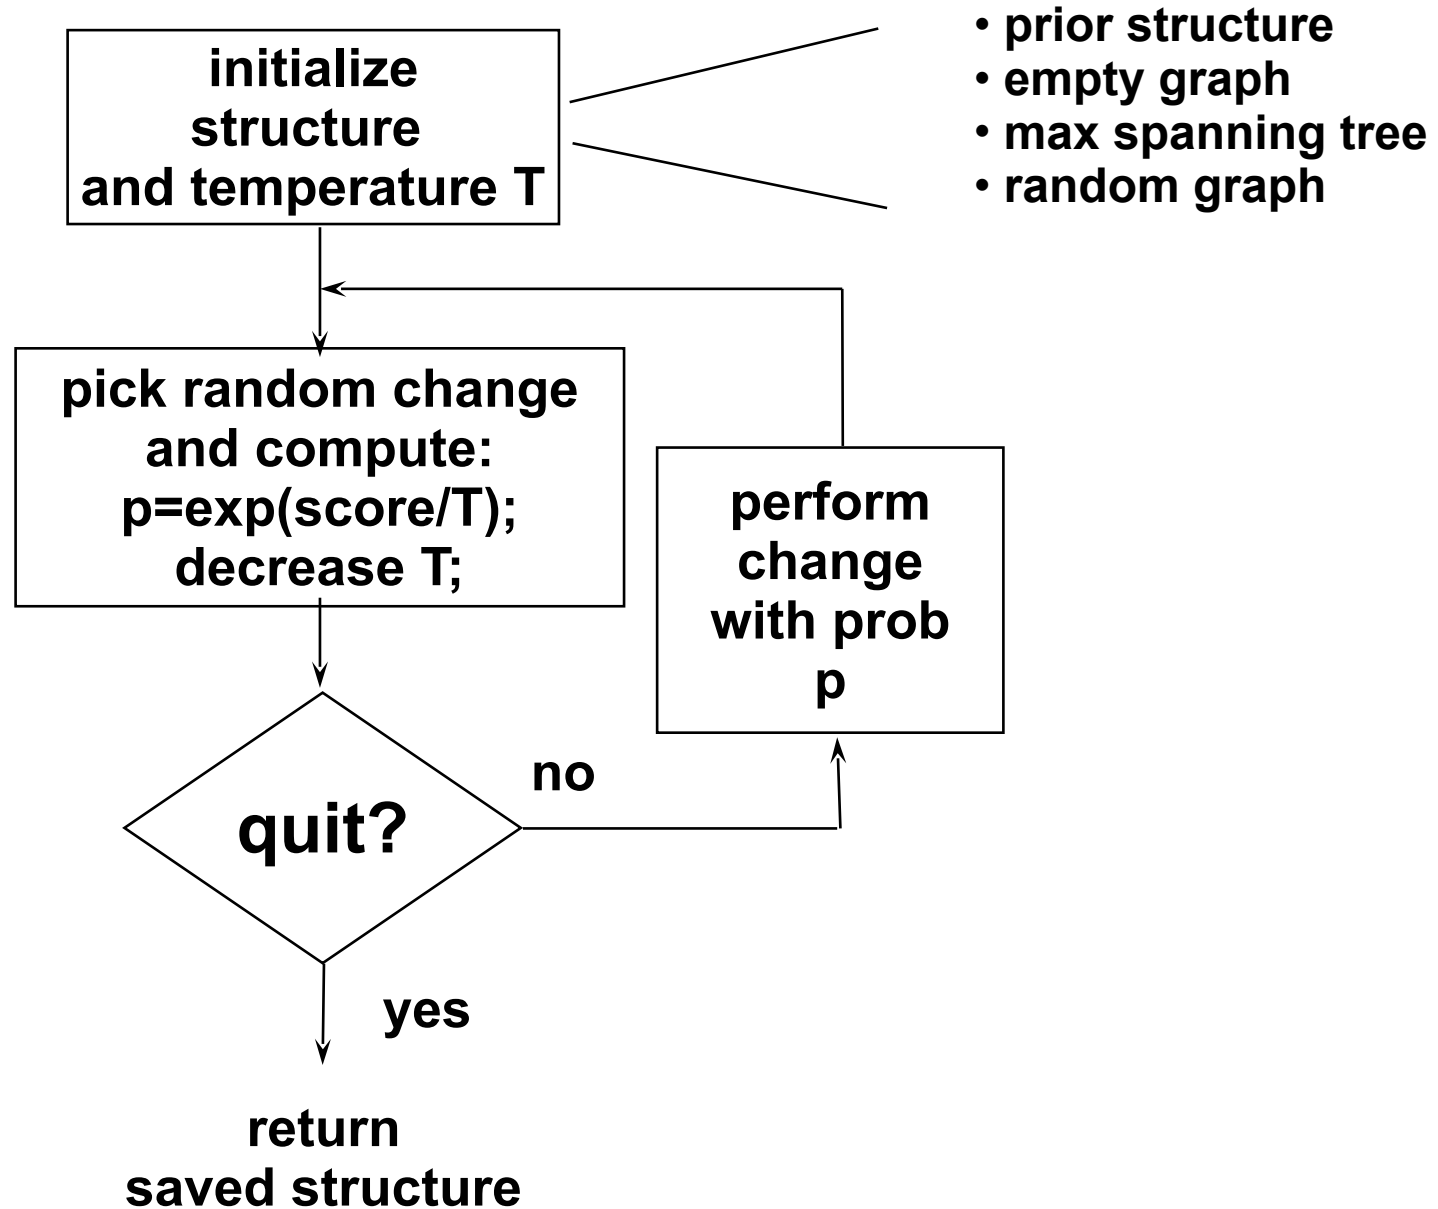 initialize
structure
and temperature T
• prior structure
• empty graph
• max spanning tree
• random graph
pick random change
and compute:
p=exp(score/T);
decrease T;
perform
change
with prob
p
quit?
no
yes
return
saved structure